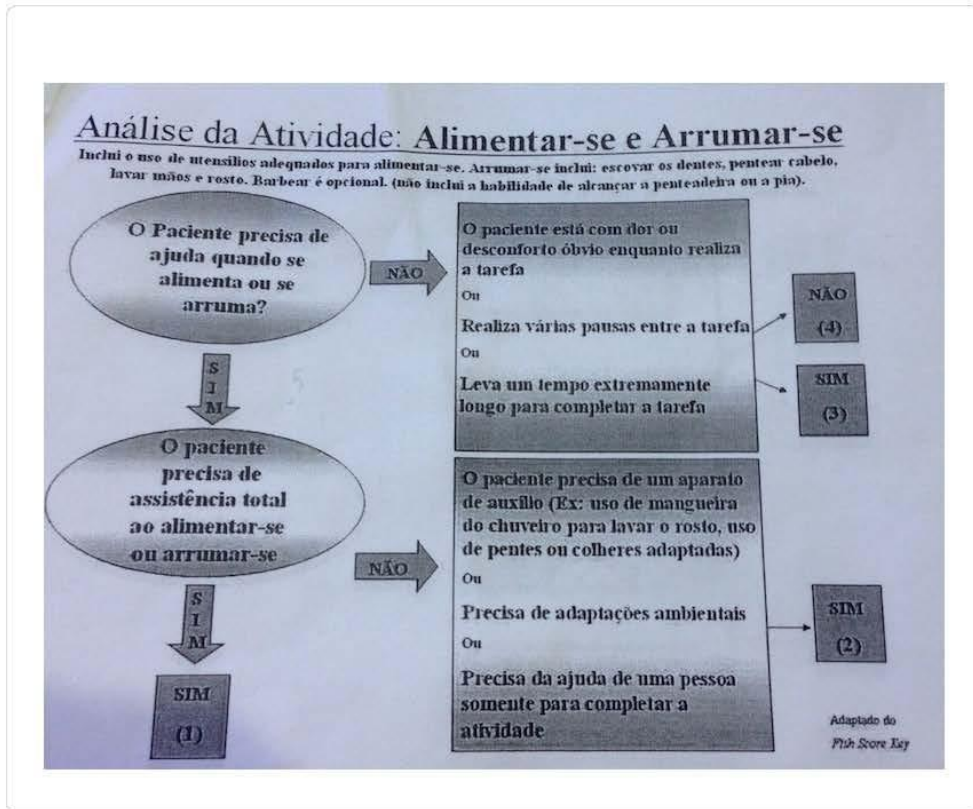 Análise da Atividade: Alimentar-se e Arrumar-se
Inclui o uso de utensílios adequados para alimentar-se. Arrumar-se inclui: escovar os dentes, pentear cabelo,
lavar mãos e rosto. Barbear é opcional. (não inclui a habilidade de alcançar a penteadeira ou a pia).
O Paciente precisa de
ajuda quando se
alimenta ou se
arruma?
NÃO
O paciente está com dor ou
desconforto óbvio enquanto realiza
a tarefa
Ou
Realiza várias pausas entre a tarefa
Ou
Leva um tempo extremamente
longo para completar a tarefa
NÃO
(4)
SIM
(3)
S
I
M
O paciente
precisa de
assistência total
ao alimentar-se
ou arrumar-se
NÃO
O paciente precisa de um aparato
de auxílio (Ex: uso de mangueira
do chuveiro para lavar o rosto, uso
de pentes ou colheres adaptadas)
Ou
Precisa de adaptações ambientais
Ou
Precisa da ajuda de uma pessoa
somente para completar a
atividade
SIM
(2)
S
I
M
SIM
(1)
Adaptado do
Fish Score Key